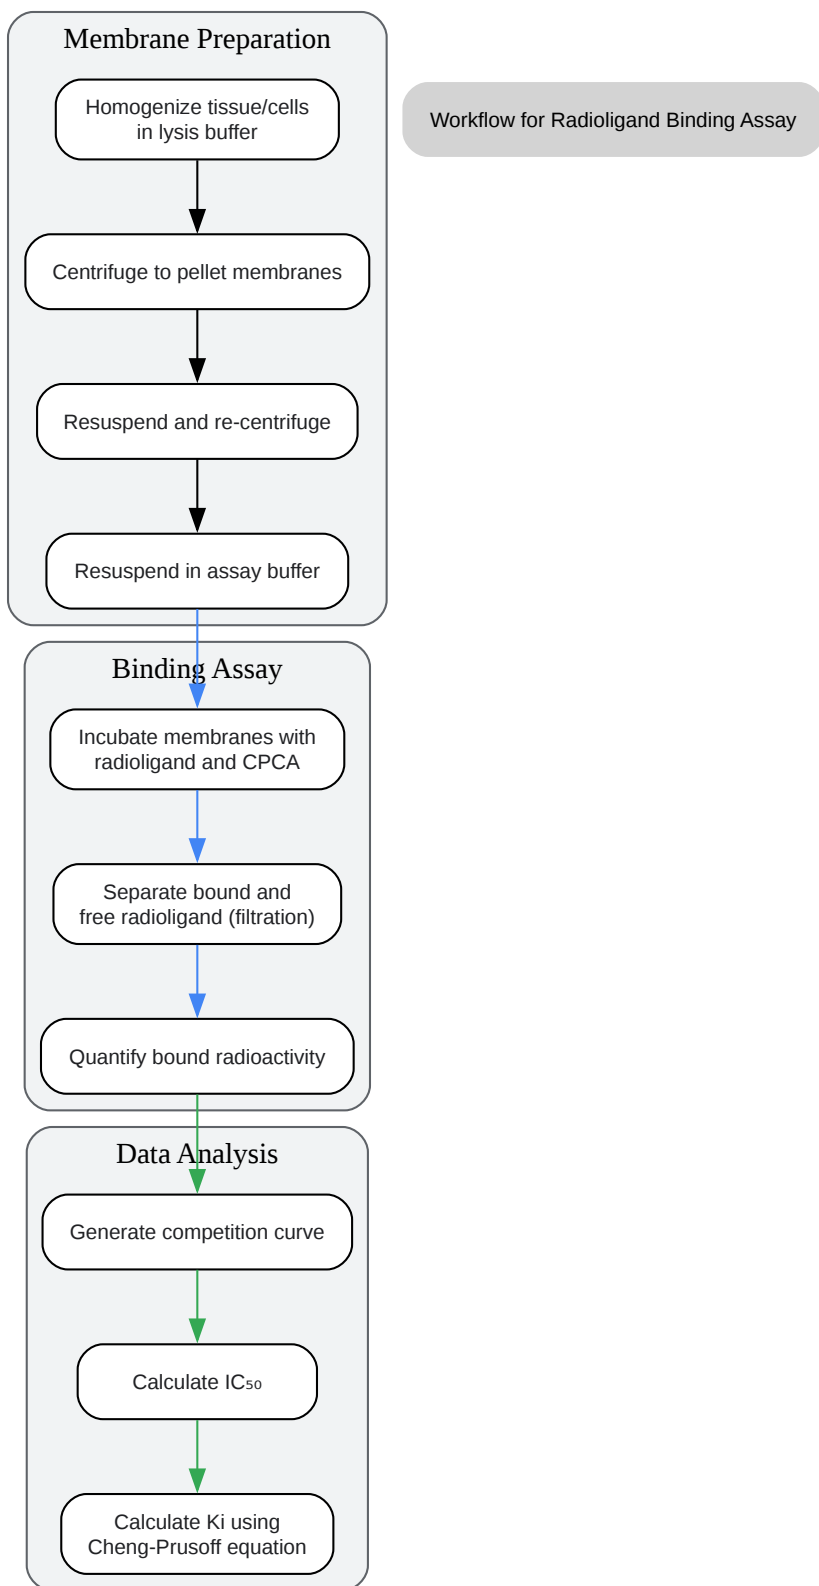 Membrane Preparation
Homogenize tissue/cells
in lysis buffer
Workflow for Radioligand Binding Assay
Centrifuge to pellet membranes
Resuspend and re-centrifuge
Resuspend in assay buffer
Binding Assay
Incubate membranes with
radioligand and CPCA
Separate bound and
free radioligand (filtration)
Quantify bound radioactivity
Data Analysis
Generate competition curve
Calculate IC₅₀
Calculate Ki using
Cheng-Prusoff equation